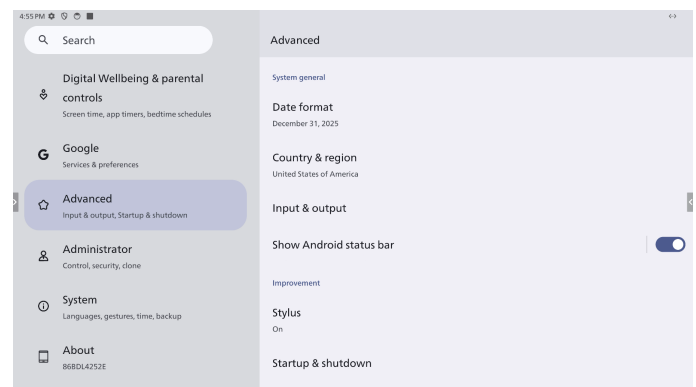 4:55 PM
Search
Digital Wellbeing & parental
controls
Screen time, app timers, bedtime schedules
Google
Services & preferences
Advanced
Input & output, Startup & shutdown
Administrator
Control, security, clone
System
Languages, gestures, time, backup
About
86BDL4252E
Advanced
System general
Date format
December 31, 2025
Country & region
United States of America
Input & output
Show Android status bar
Improvement
Stylus
On
Startup & shutdown